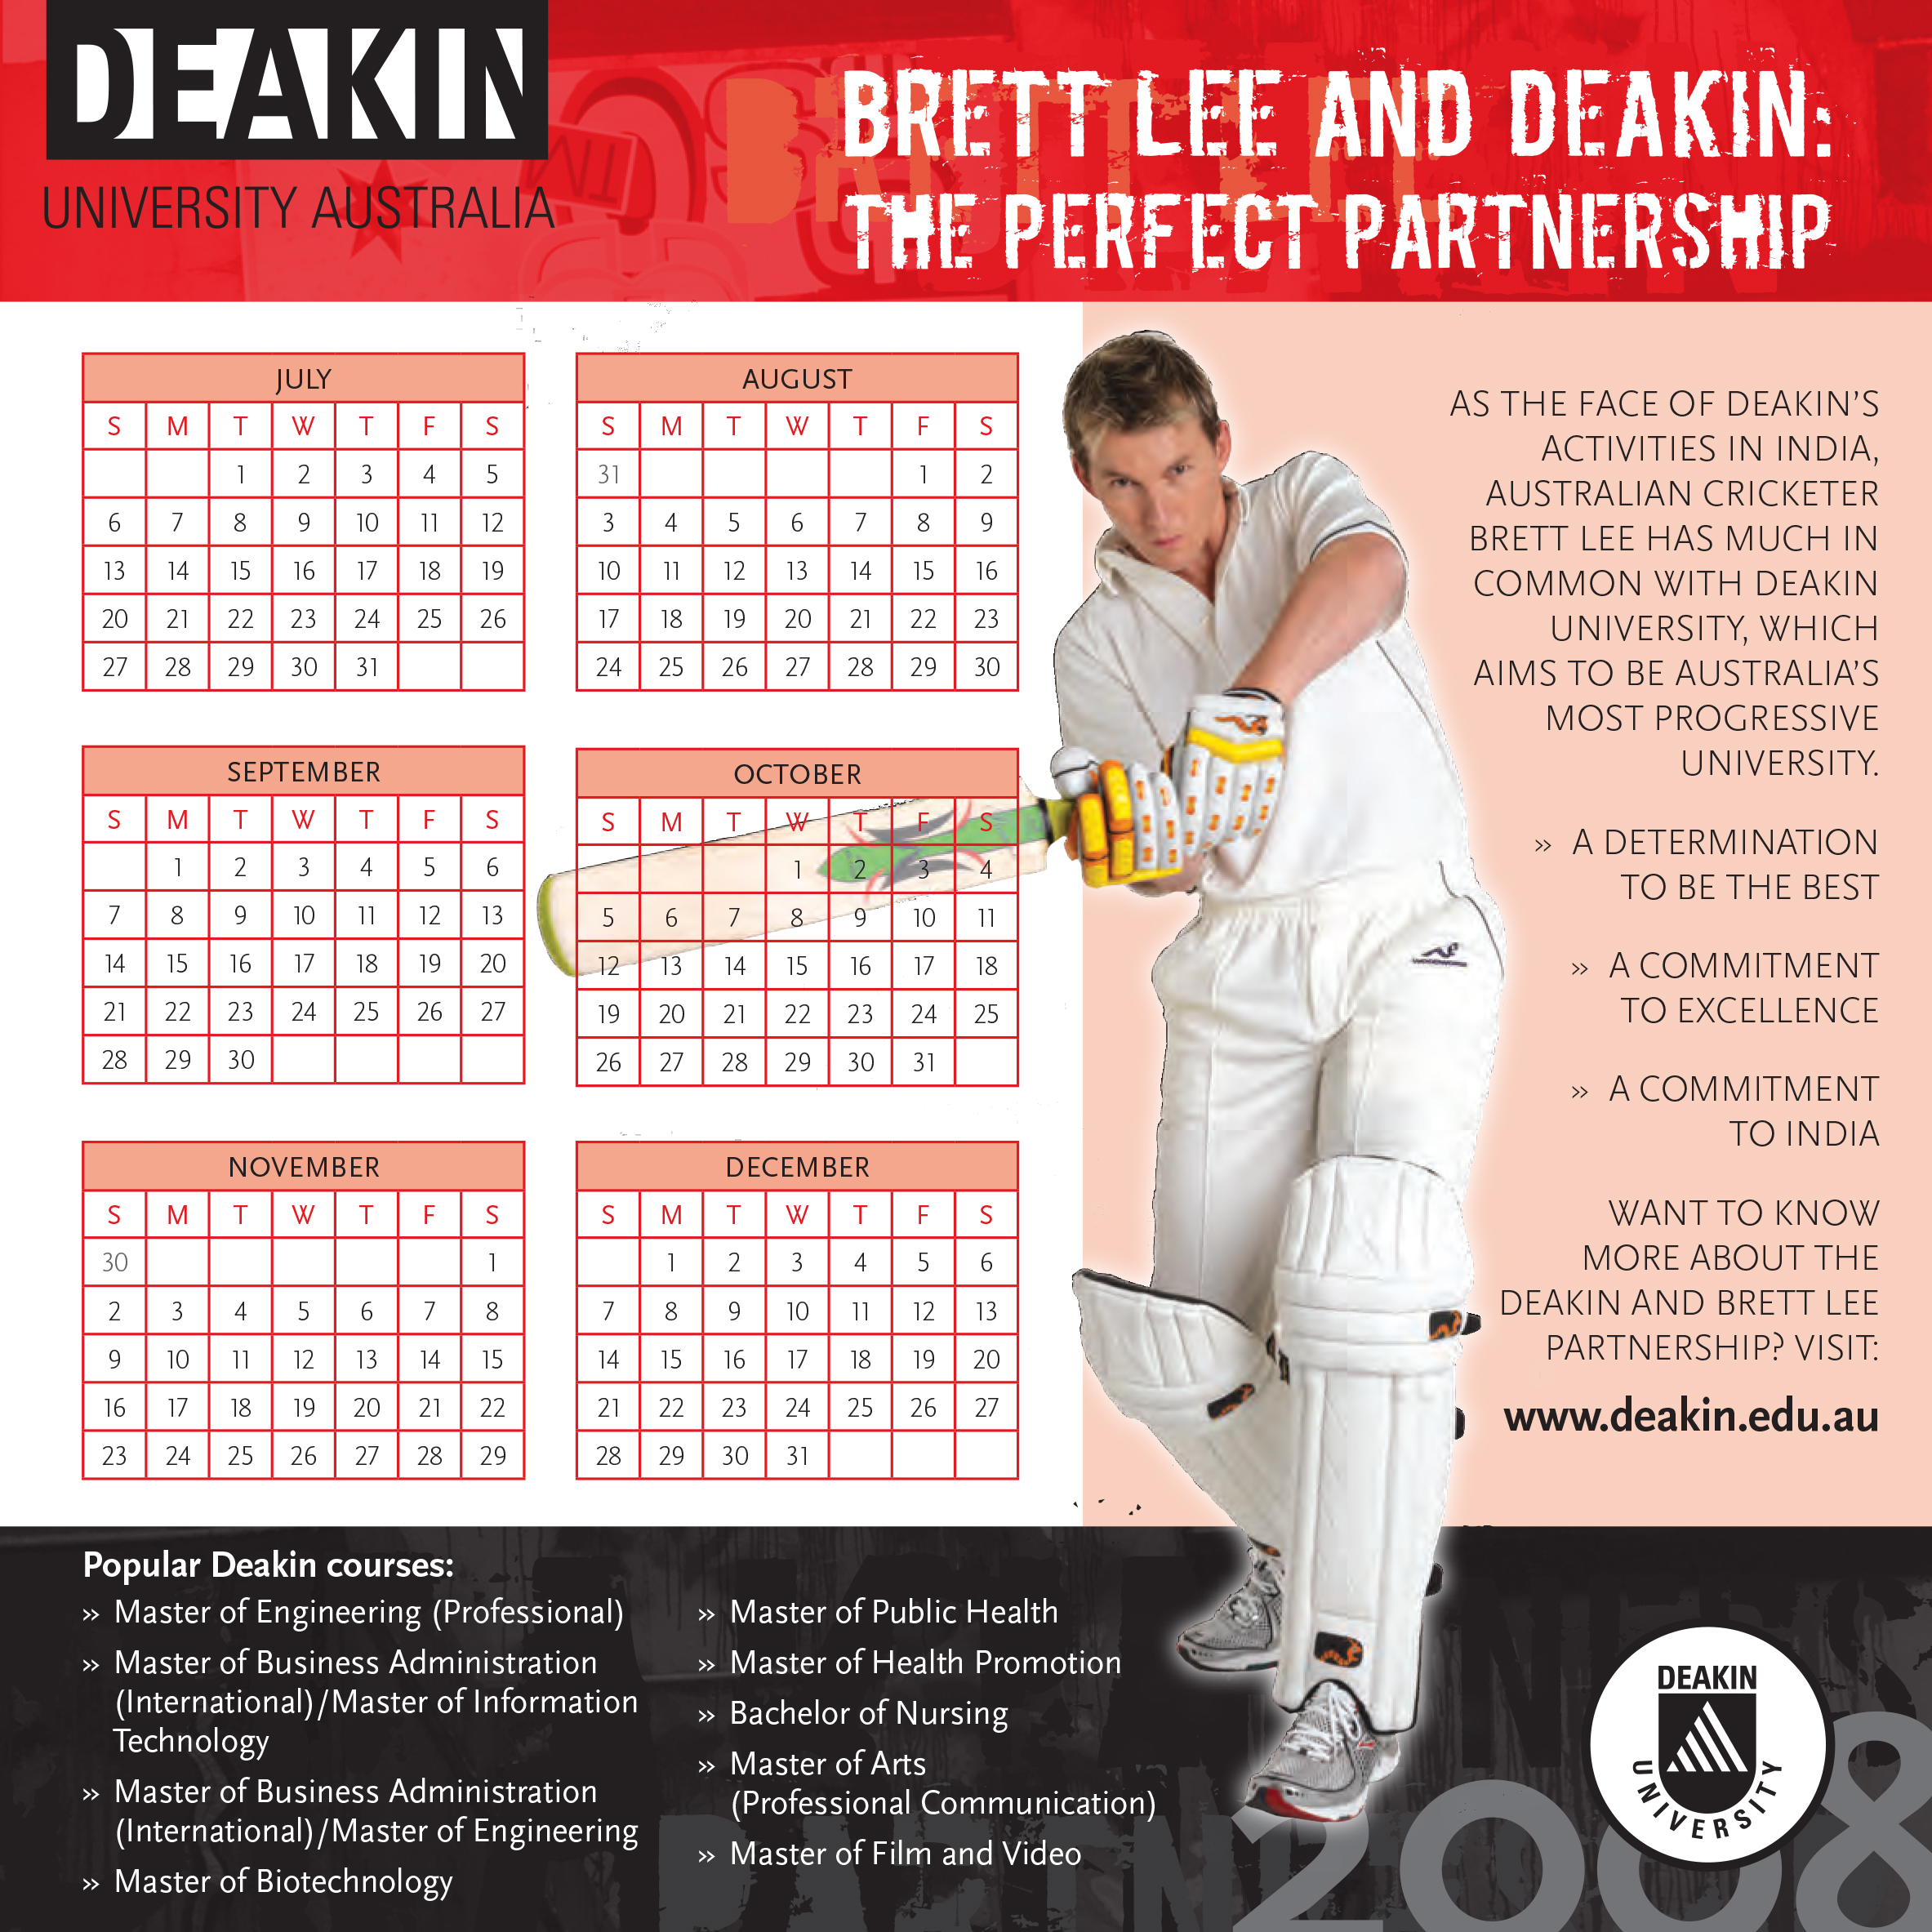 DEAKIN
UNIVERSITY AUSTRALIA
BRETT LEE AND DEAKIN:
THE PERFECT PARTNERSHIP
JULY
S M T W T F S
1 2 3 4 5
6 7 8 9 10 11 12
13 14 15 16 17 18 19
20 21 22 23 24 25 26
27 28 29 30 31
AUGUST
S M T W T F S
31 1 2
3 4 5 6 7 8 9
10 11 12 13 14 15 16
17 18 19 20 21 22 23
24 25 26 27 28 29 30
SEPTEMBER
S M T W T F S
1 2 3 4 5 6
7 8 9 10 11 12 13
14 15 16 17 18 19 20
21 22 23 24 25 26 27
28 29 30
OCTOBER
S M T W T F S
1 2 3 4
5 6 7 8 9 10 11
12 13 14 15 16 17 18
19 20 21 22 23 24 25
26 27 28 29 30 31
NOVEMBER
S M T W T F S
30 1
2 3 4 5 6 7 8
9 10 11 12 13 14 15
16 17 18 19 20 21 22
23 24 25 26 27 28 29
DECEMBER
S M T W T F S
1 2 3 4 5 6
7 8 9 10 11 12 13
14 15 16 17 18 19 20
21 22 23 24 25 26 27
28 29 30 31
AS THE FACE OF DEAKIN'S
ACTIVITIES IN INDIA,
AUSTRALIAN CRICKETER
BRETT LEE HAS MUCH IN
COMMON WITH DEAKIN
UNIVERSITY, WHICH
AIMS TO BE AUSTRALIA'S
MOST PROGRESSIVE
UNIVERSITY.
» A DETERMINATION
TO BE THE BEST
» A COMMITMENT
TO EXCELLENCE
» A COMMITMENT
TO INDIA
WANT TO KNOW
MORE ABOUT THE
DEAKIN AND BRETT LEE
PARTNERSHIP? VISIT:
www.deakin.edu.au
Popular Deakin courses:
» Master of Engineering (Professional)
» Master of Business Administration
(International)/Master of Information
Technology
» Master of Business Administration
(International)/Master of Engineering
» Master of Biotechnology
» Master of Public Health
» Master of Health Promotion
» Bachelor of Nursing
» Master of Arts
(Professional Communication)
» Master of Film and Video
DEAKIN
UNIVERSITY
2008